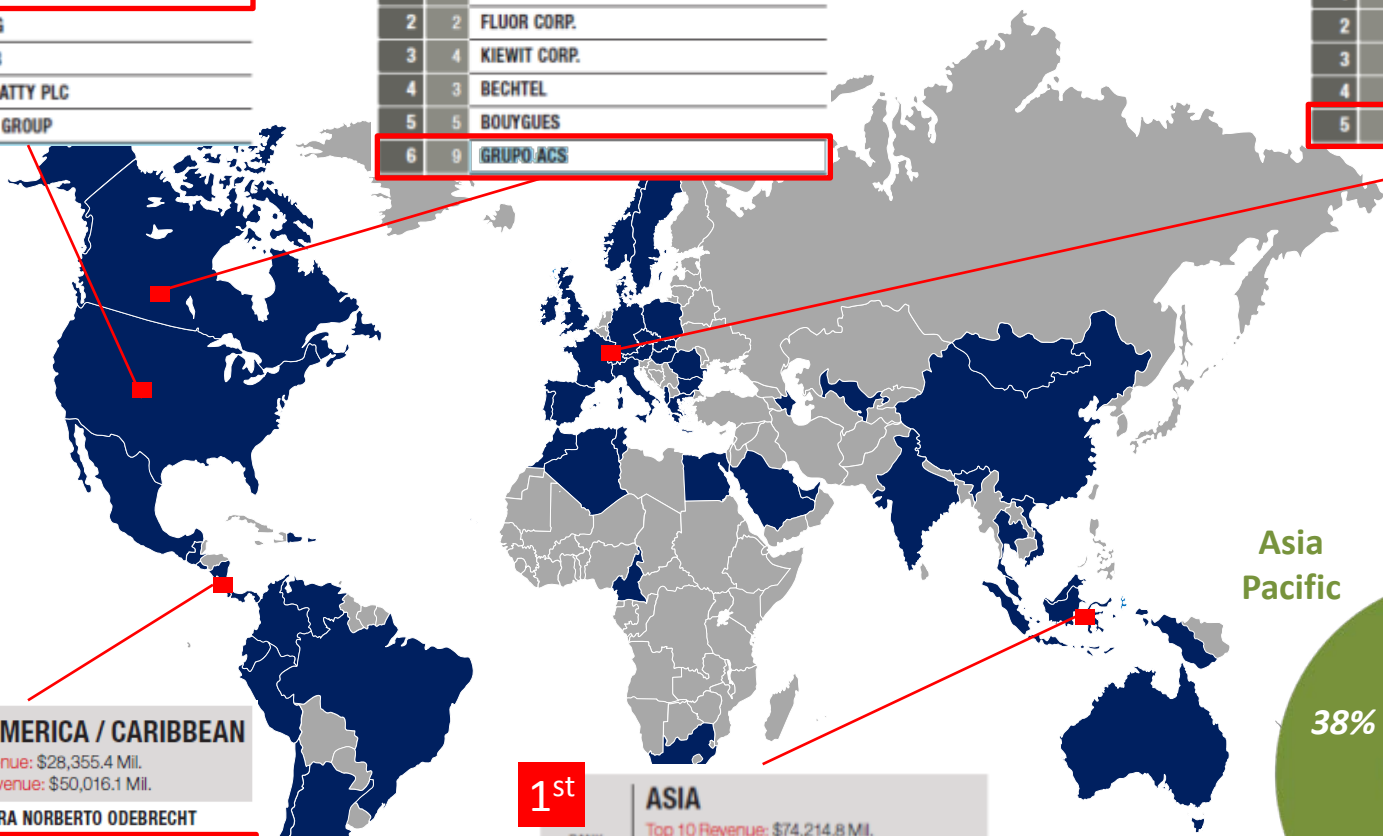 ATTY PLC
GROUP
2 2 FLUOR CORP.
3 4 KIEWIT CORP.
4 3 BECHTEL
5 5 BOUYGUES
6 9 GRUPO ACS
2
3
4
5
Asia
Pacific
38%
MERICA / CARIBBEAN
nue: $28,355.4 Mil.
venue: $50,016.1 Mil.
RA NORBERTO ODEBRECHT
1st
ASIA
Top 10 Revenue: $74,214.8 Mil.